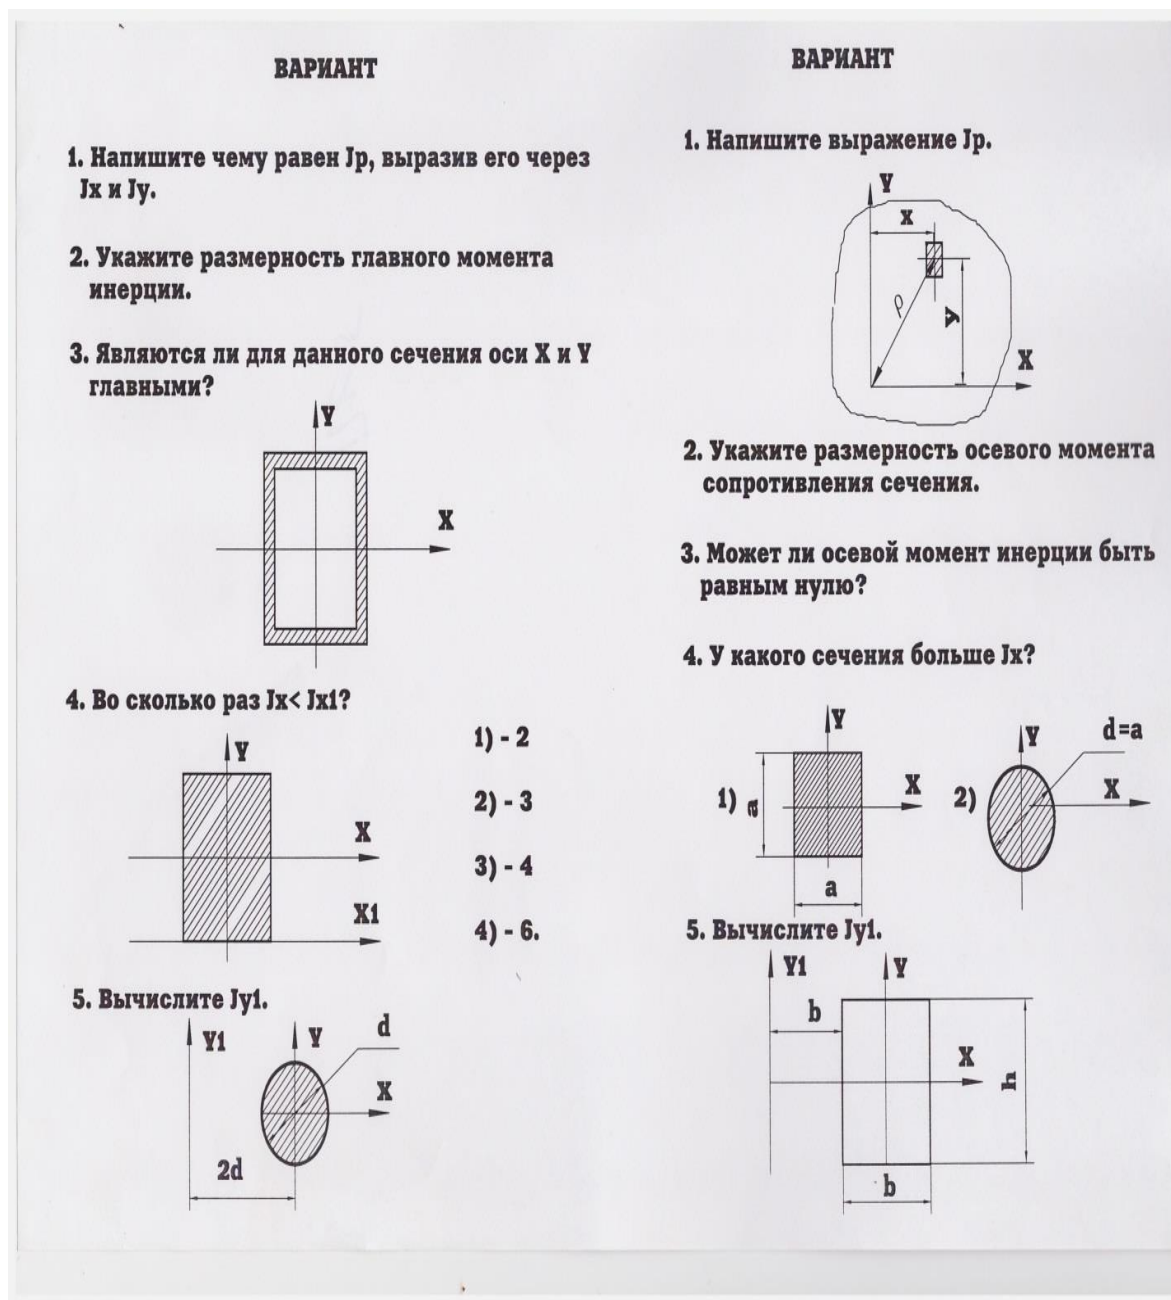 ВАРИАНТ
1. Напишите чему равен Jp, выразив его через
Jx и Jy.
2. Укажите размерность главного момента
инерции.
3. Являются ли для данного сечения оси X и Y
главными?
Y
X
4. Во сколько раз Jx< Jx1?
Y
X
X1
1) - 2
2) - 3
3) - 4
4) - 6.
5. Вычислите Jy1.
Y1
Y
d
X
2d
ВАРИАНТ
1. Напишите выражение Jp.
Y
x
ρ
y
X
2. Укажите размерность осевого момента
сопротивления сечения.
3. Может ли осевой момент инерции быть
равным нулю?
4. У какого сечения больше Jx?
1)
Y
X
a
a
2)
Y
d=a
X
5. Вычислите Jy1.
Y1
Y
b
X
h
b